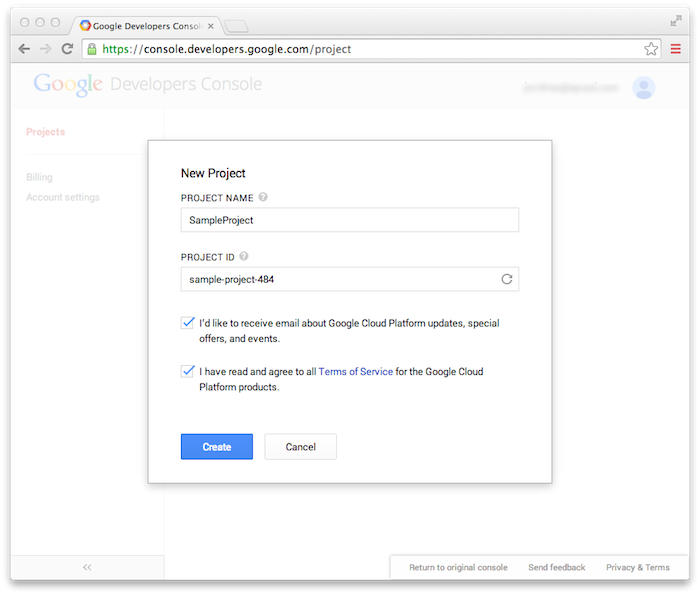 Google Developers Conso
https://console.developers.google.com/project
Google Developers Console
Projects
Billing
Account settings
New Project
PROJECT NAME ?
SampleProject
PROJECT ID ?
sample-project-484
I'd like to receive email about Google Cloud Platform updates, special
offers, and events.
I have read and agree to all Terms of Service for the Google Cloud
Platform products.
Create
Cancel
Return to original console
Send feedback
Privacy & Terms